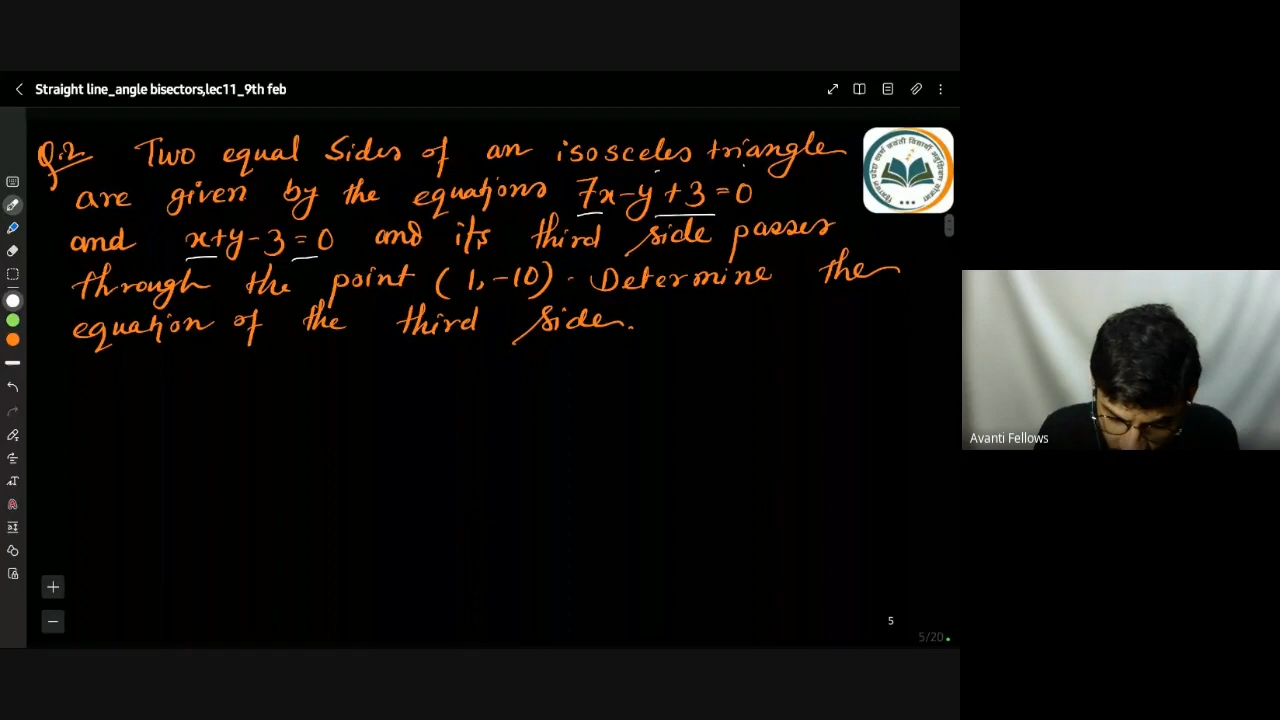 Straight line_angle bisectors,lec11_9th feb
Q.2 Two equal sides of an isosceles triangle
are given by the equations 7x-y+3=0
and x+y-3=0 and its third side passes
through the point (1,-10). Determine the
equation of the third side.
Avanti Fellows
5
5/20